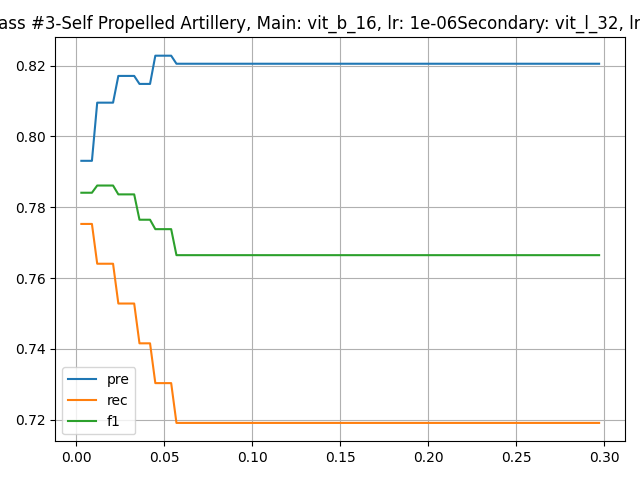 ass #3-Self Propelled Artillery, Main: vit_b_16, lr: 1e-06Secondary: vit_l_32, lr
0.82
0.80
0.78
0.76
0.74
0.72
pre
rec
f1
0.00 0.05 0.10 0.15 0.20 0.25 0.30